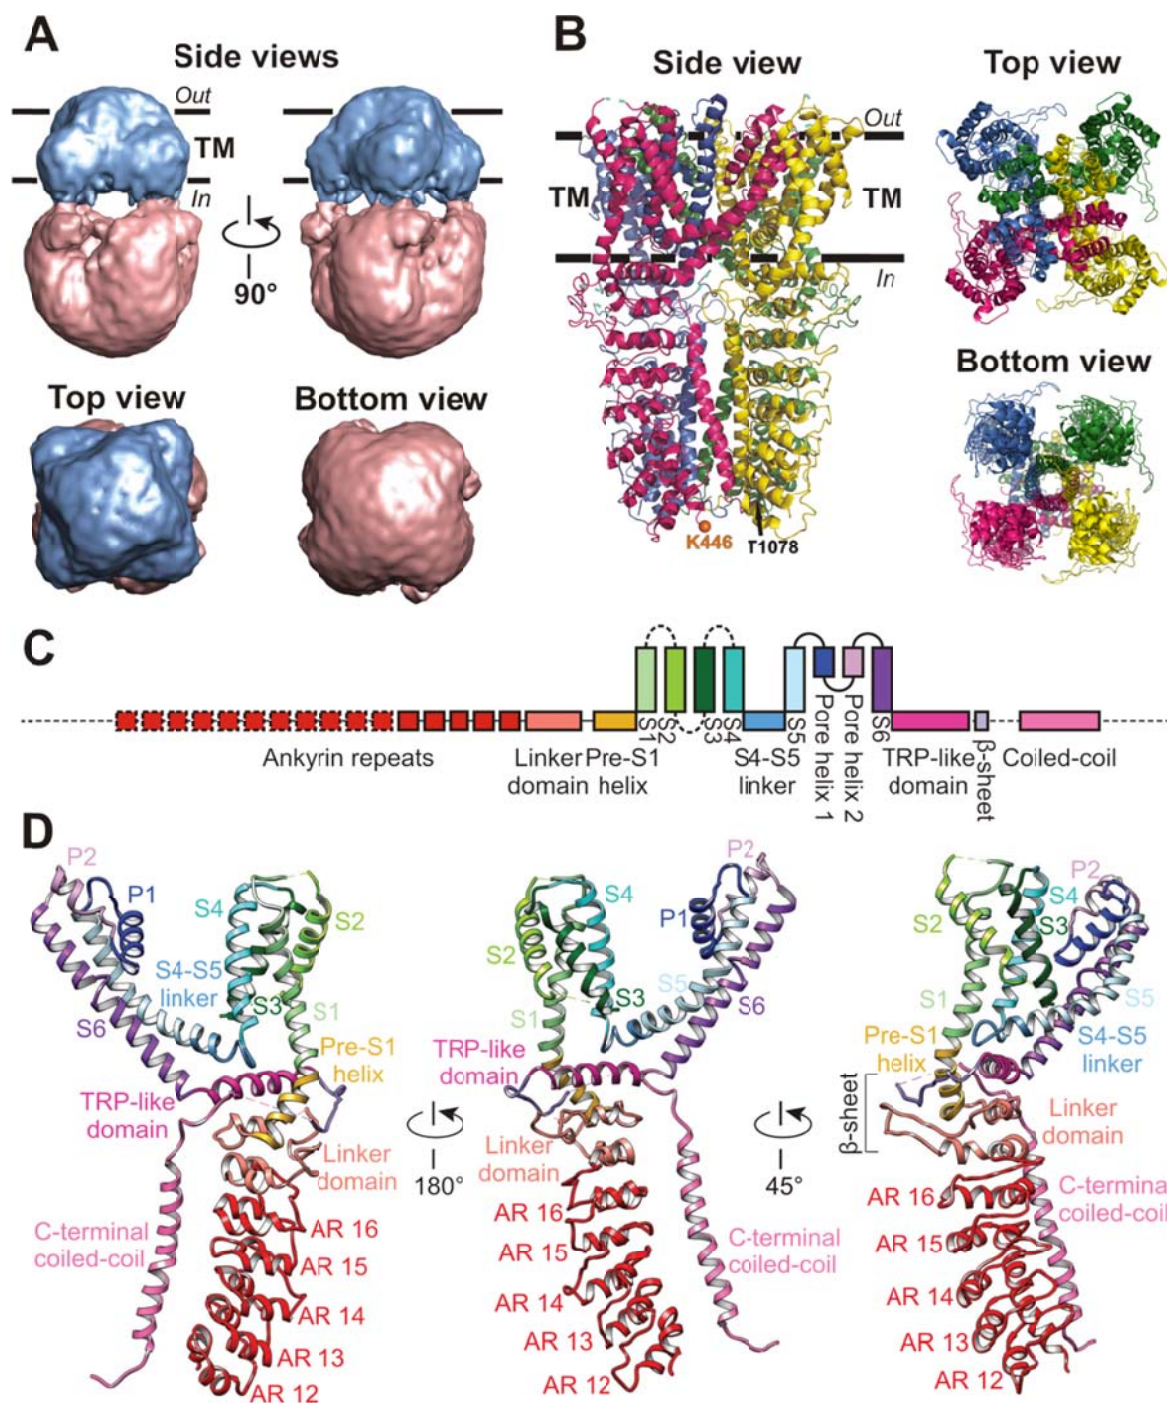 A
Side views
Out
TM
In
90°
Top view
Bottom view
B
Side view
Out
TM
TM
In
K446
T1078
Top view
Bottom view
C
Ankyrin repeats
Linker
domain
Pre-S1
helix
S1
S2
S3
S4
S4-S5
linker
S5
Pore helix 1
Pore helix 2
S6
TRP-like
domain
β-sheet
Coiled-coil
D
P2
P1
S4
S2
S4-S5
linker
S3
S6
S1
Pre-S1
helix
TRP-like
domain
Linker
domain
AR 16
C-terminal
coiled-coil
AR 15
AR 14
AR 13
AR 12
180°
P2
S4
P1
S2
S5
S3
S1
S6
TRP-like
domain
Linker
domain
AR 16
AR 15
C-terminal
coiled-coil
AR 14
AR 13
AR 12
45°
P2
S4
S2
S3
S1
S5
Pre-S1
helix
S4-S5
linker
β-sheet
Linker
domain
AR 16
C-terminal
coiled-coil
AR 15
AR 14
AR 13
AR 12